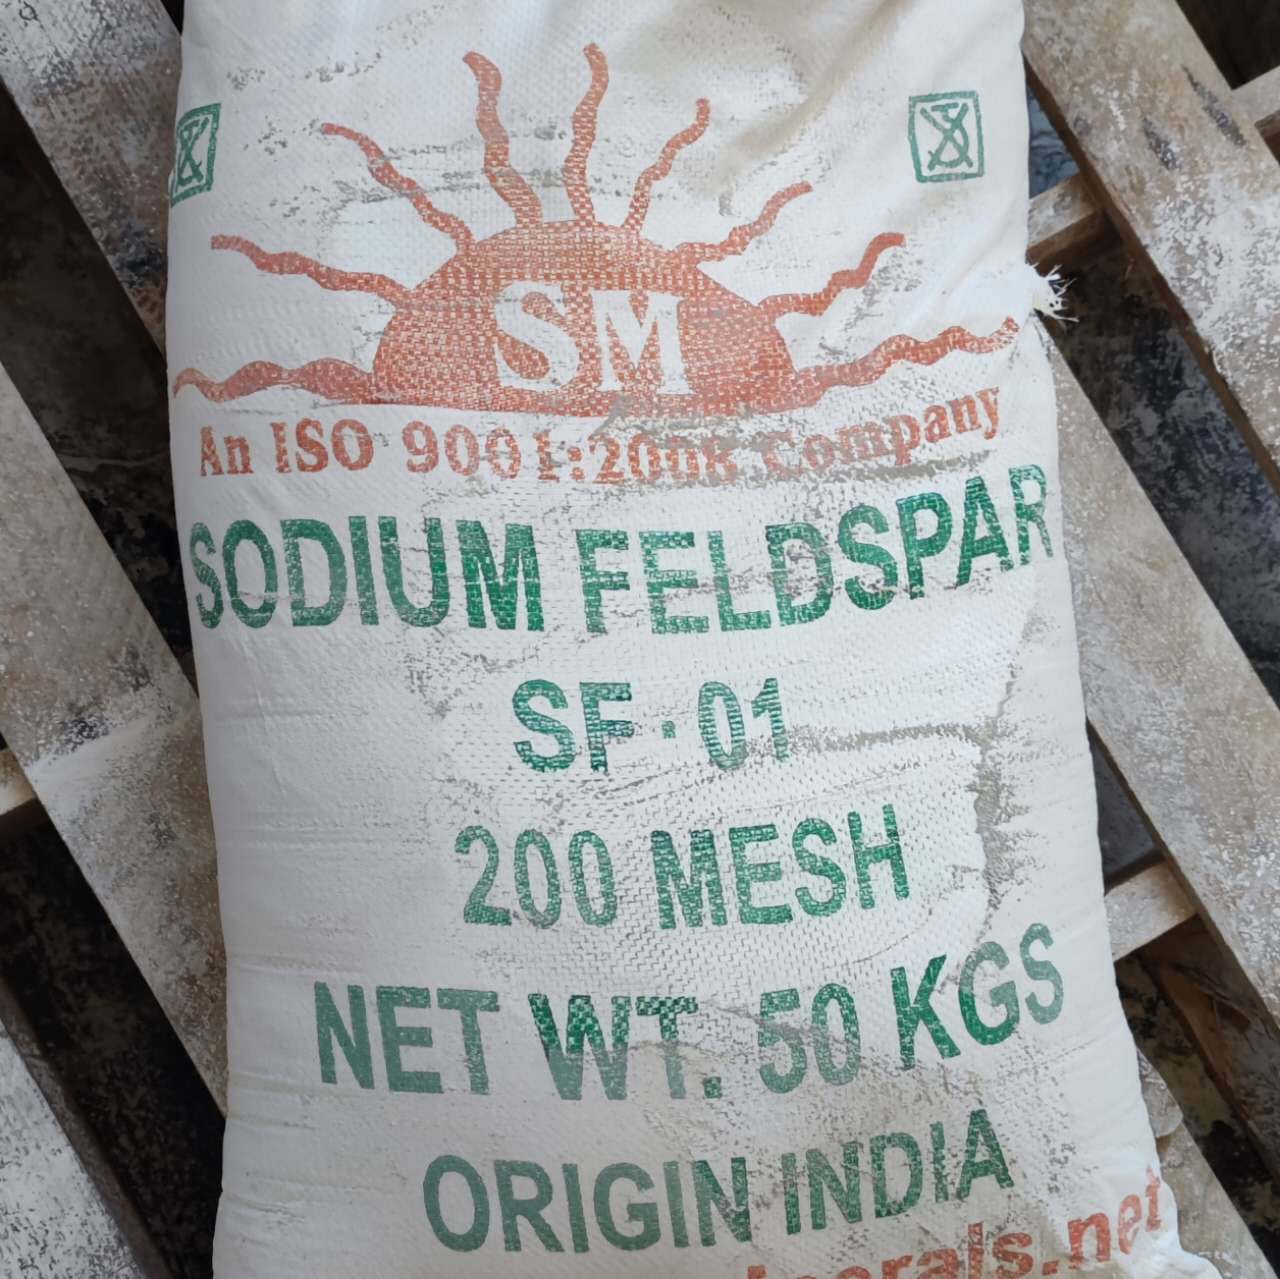 SM
An ISO 9001:2008 Company
SODIUM FELDSPAR
SF-01
200 MESH
NET WT. 50 KGS
ORIGIN INDIA